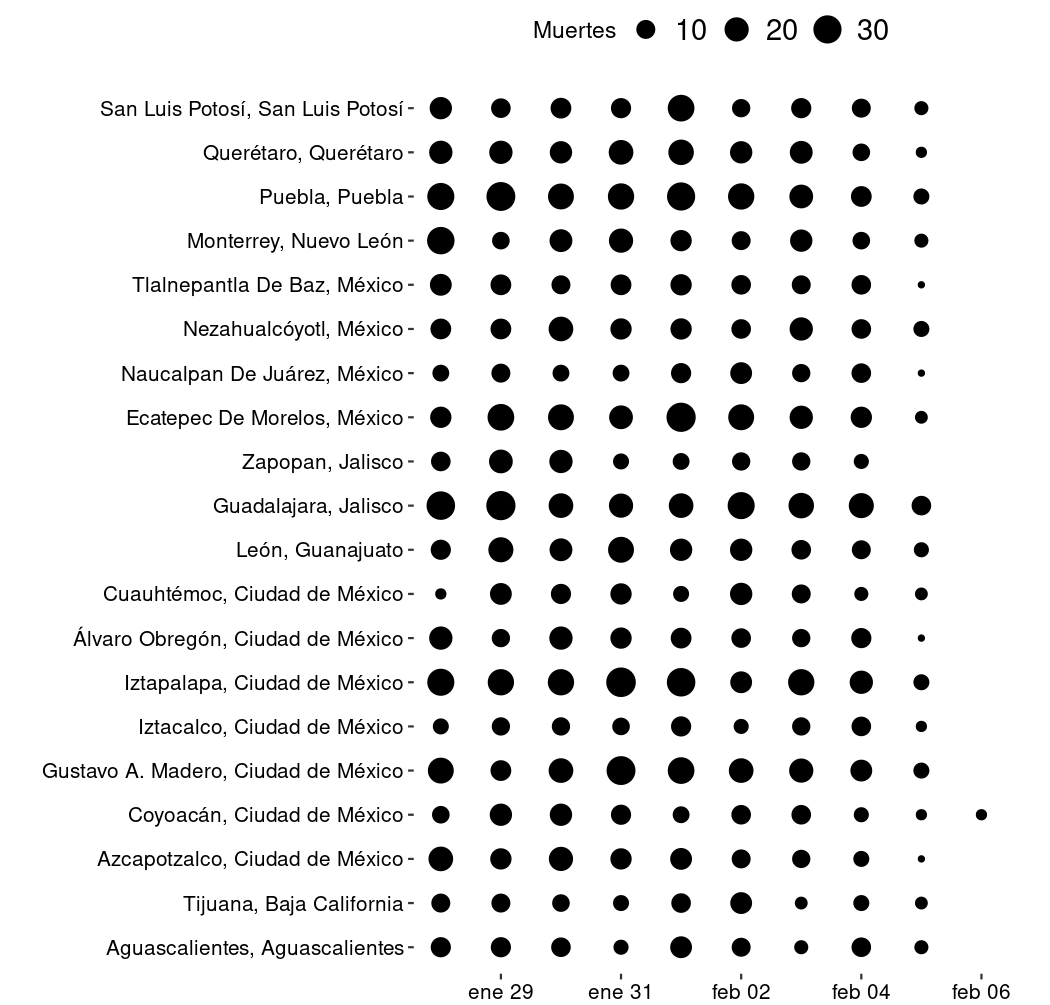 Muertes 10 20 30
San Luis Potosí, San Luis Potosí
Querétaro, Querétaro
Puebla, Puebla
Monterrey, Nuevo León
Tlalnepantla De Baz, México
Nezahualcóyotl, México
Naucalpan De Juárez, México
Ecatepec De Morelos, México
Zapopan, Jalisco
Guadalajara, Jalisco
León, Guanajuato
Cuauhtémoc, Ciudad de México
Álvaro Obregón, Ciudad de México
Iztapalapa, Ciudad de México
Iztacalco, Ciudad de México
Gustavo A. Madero, Ciudad de México
Coyoacán, Ciudad de México
Azcapotzalco, Ciudad de México
Tijuana, Baja California
Aguascalientes, Aguascalientes
ene 29 ene 31 feb 02 feb 04 feb 06